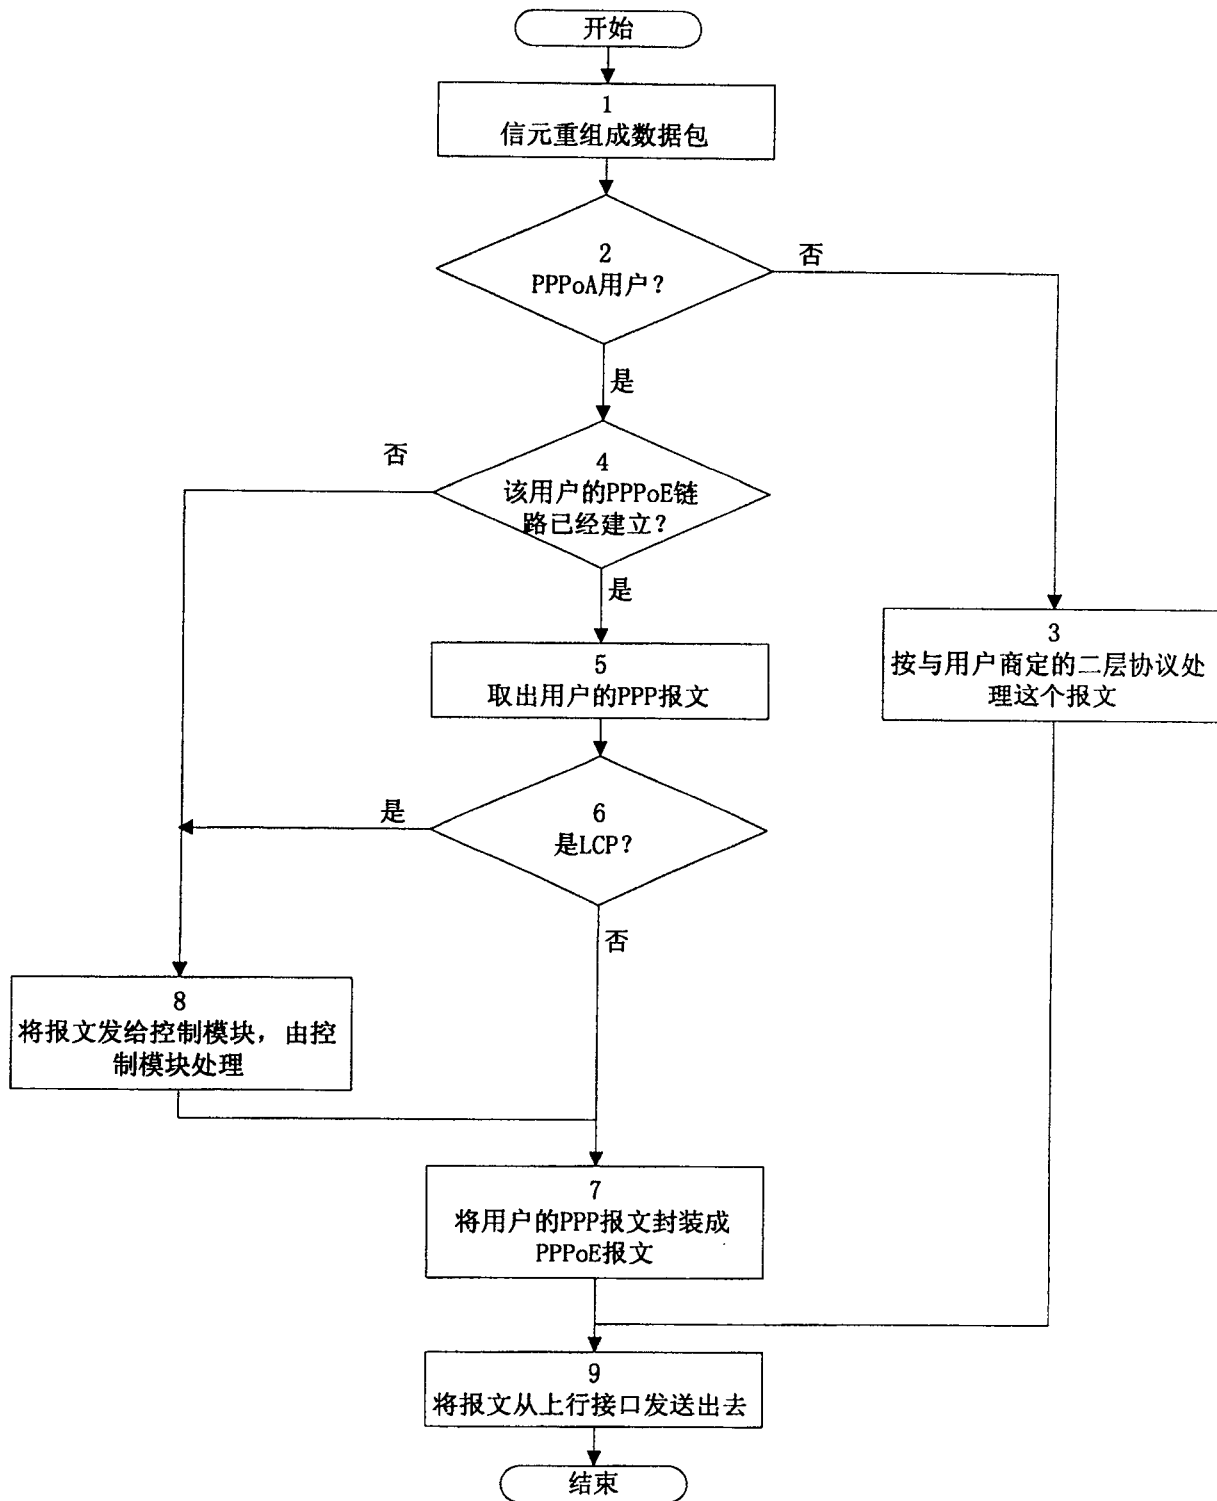 开始
1
信元重组成数据包
2
PPPoA用户?
否
是
否
4
该用户的PPPoE链
路已经建立?
是
3
按与用户商定的二层协议处
理这个报文
5
取出用户的PPP报文
是
6
是LCP?
否
8
将报文发给控制模块，由控
制模块处理
7
将用户的PPP报文封装成
PPPoE报文
9
将报文从上行接口发送出去
结束